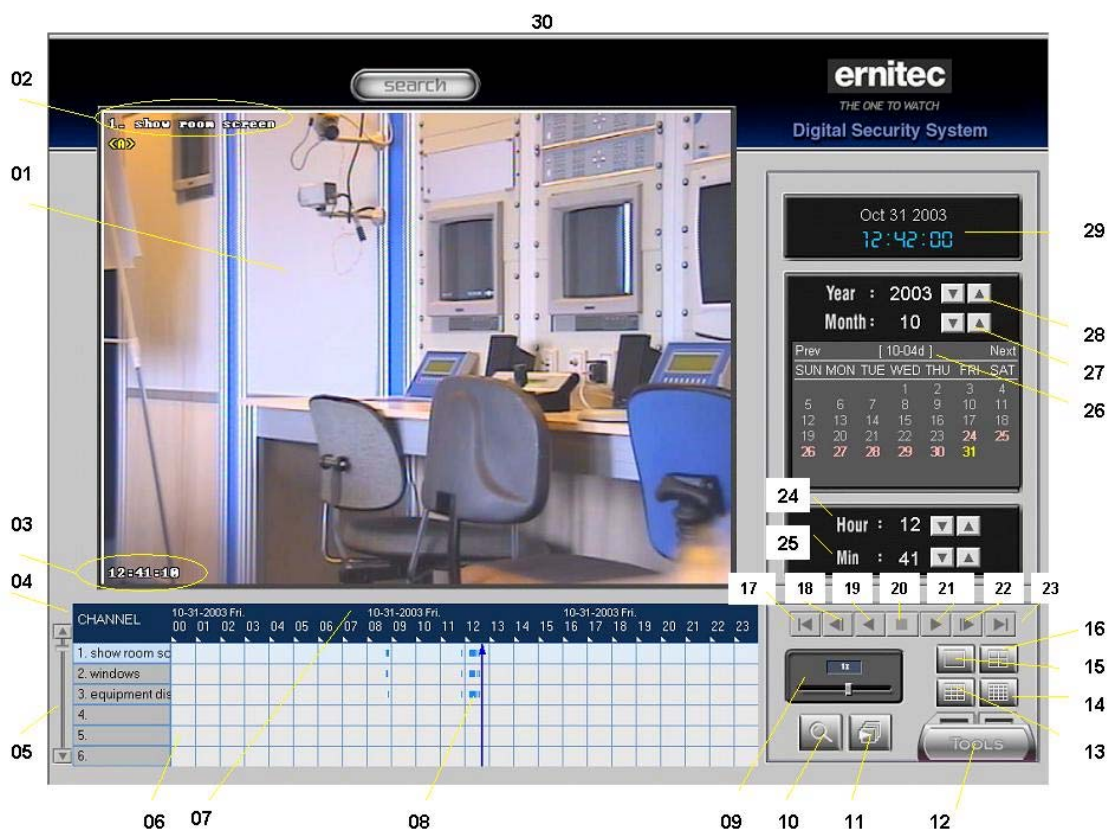 30
02
01
03
04
05
search
ernitec
THE ONE TO WATCH
Digital Security System
1. show room screen
<A>
12:41:10
Oct 31 2003
12:42:00
29
Year : 2003
28
Month : 10
27
Prev [ 10-04d ] Next
26
SUN MON TUE WED THU FRI SAT
1 2 3 4
5 6 7 8 9 10 11
12 13 14 15 16 17 18
19 20 21 22 23 24 25
26 27 28 29 30 31
24
Hour : 12
25
Min : 41
17 18 19 20 21 22 23
16
15
14
13
1x
TOOLS
CHANNEL
10-31-2003 Fri. 10-31-2003 Fri. 10-31-2003 Fri.
00 01 02 03 04 05 06 07 08 09 10 11 12 13 14 15 16 17 18 19 20 21 22 23
1. show room sc
2. windows
3. equipment dis
4.
5.
6.
06 07 08 09 10 11 12